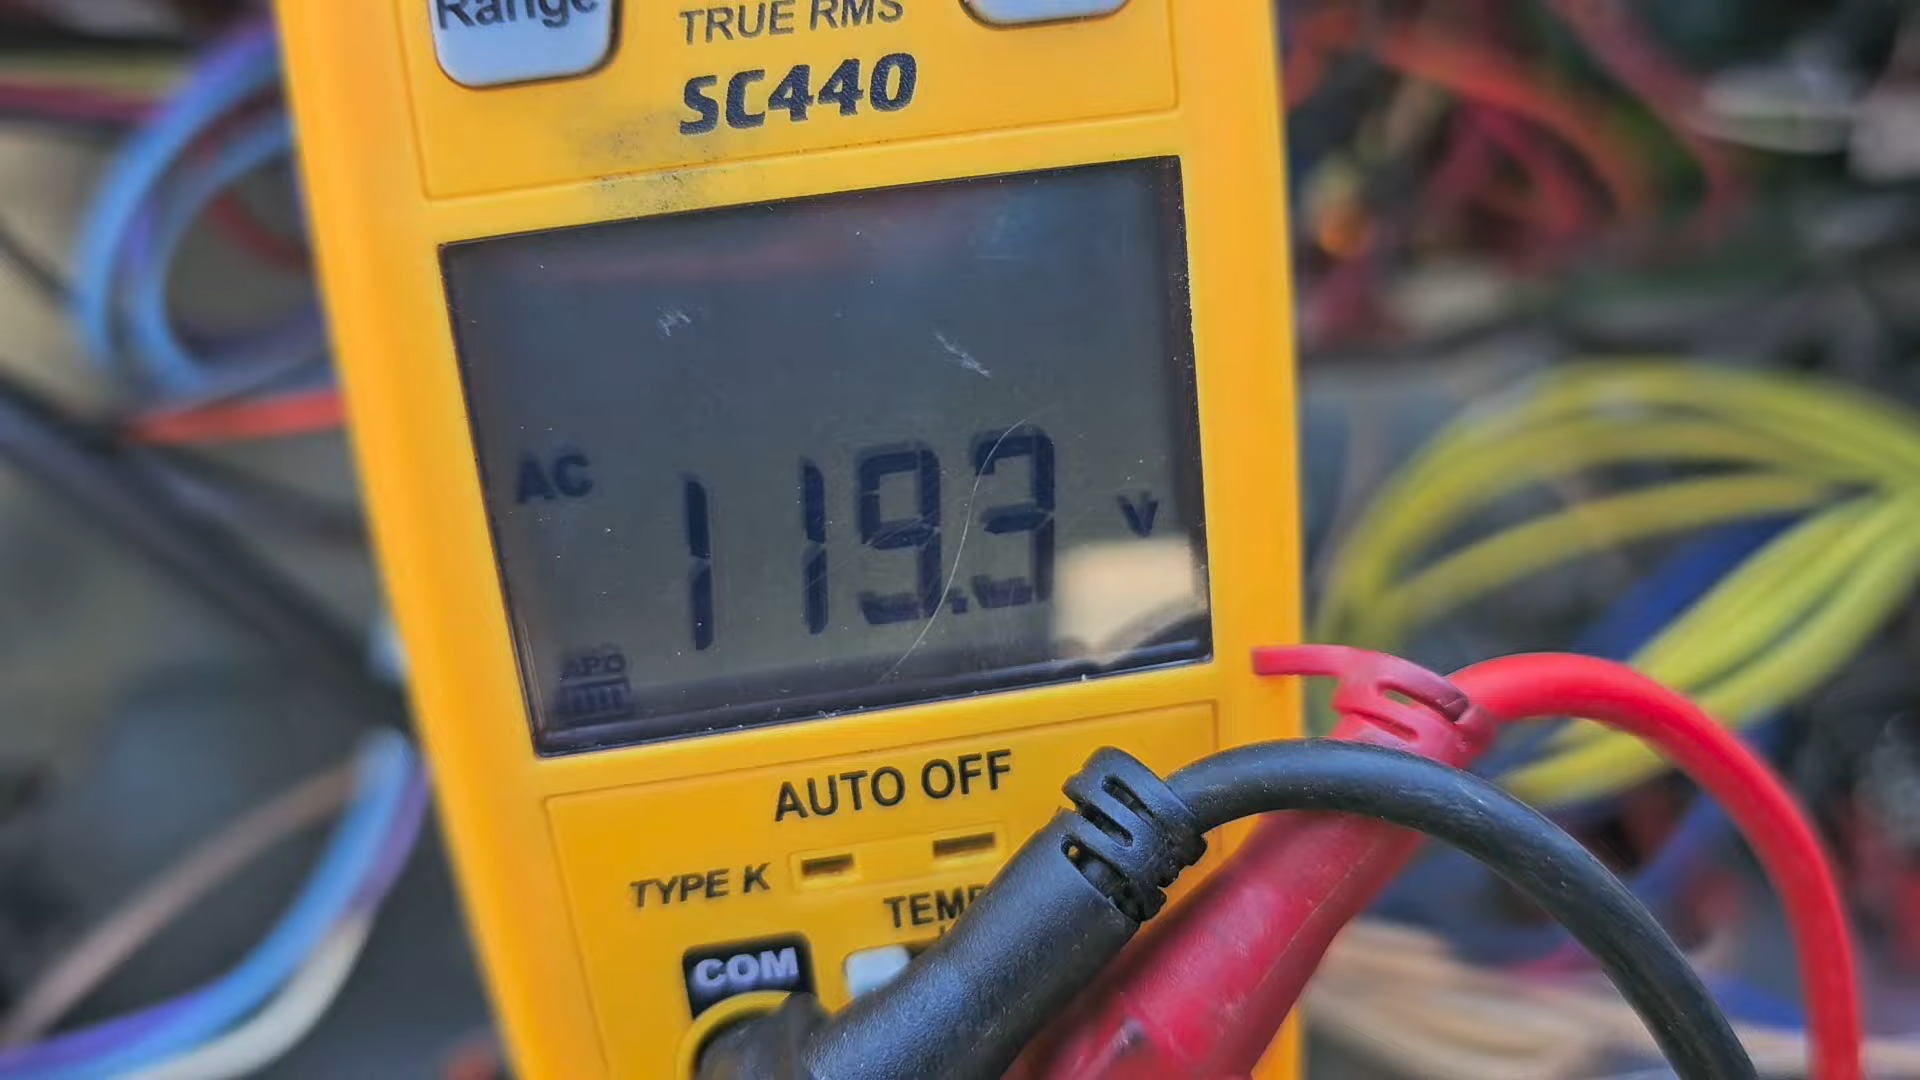 Range
TRUE RMS
SC440
AC 119.3 V
APO
AUTO OFF
TYPE K
TEMP
COM